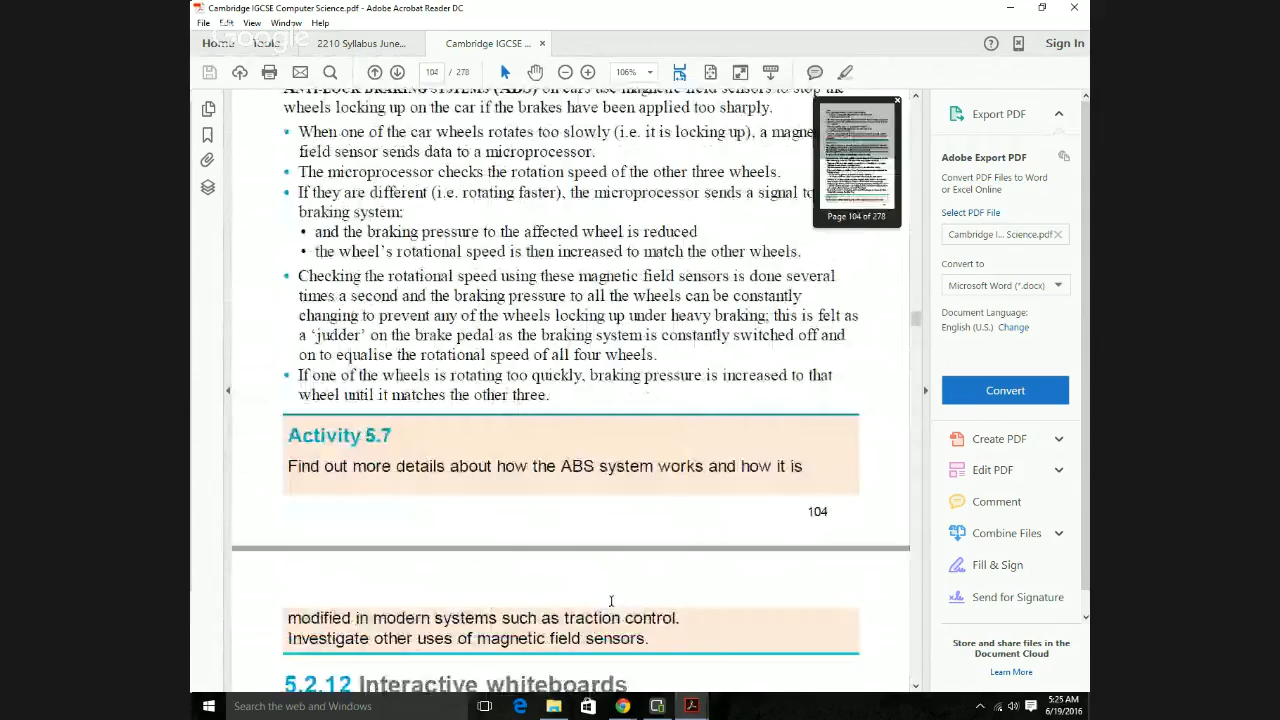 Cambridge IGCSE Computer Science.pdf - Adobe Acrobat Reader DC
File Edit View Window Help
Google
Home Tools 2210 Syllabus June... Cambridge IGCSE ... ×
Sign In
104 / 278 106%
ANTI-LOCK BRAKING SYSTEMS (ABS) on cars use magnetic field sensors to stop the
wheels locking up on the car if the brakes have been applied too sharply.
• When one of the car wheels rotates too slowly (i.e. it is locking up), a magne
field sensor sends data to a microprocessor.
• The microprocessor checks the rotation speed of the other three wheels.
• If they are different (i.e. rotating faster), the microprocessor sends a signal to
braking system:
• and the braking pressure to the affected wheel is reduced
• the wheel's rotational speed is then increased to match the other wheels.
• Checking the rotational speed using these magnetic field sensors is done several
times a second and the braking pressure to all the wheels can be constantly
changing to prevent any of the wheels locking up under heavy braking; this is felt as
a 'judder' on the brake pedal as the braking system is constantly switched off and
on to equalise the rotational speed of all four wheels.
• If one of the wheels is rotating too quickly, braking pressure is increased to that
wheel until it matches the other three.
Activity 5.7
Find out more details about how the ABS system works and how it is
104
modified in modern systems such as traction control.
Investigate other uses of magnetic field sensors.
5.2.12 Interactive whiteboards
Page 104 of 278
Export PDF
Adobe Export PDF
Convert PDF Files to Word
or Excel Online
Select PDF File
Cambridge I... Science.pdf
Convert to
Microsoft Word (*.docx)
Document Language:
English (U.S.) Change
Convert
Create PDF
Edit PDF
Comment
Combine Files
Fill & Sign
Send for Signature
Store and share files in the
Document Cloud
Learn More
Search the web and Windows
5:25 AM
6/19/2016